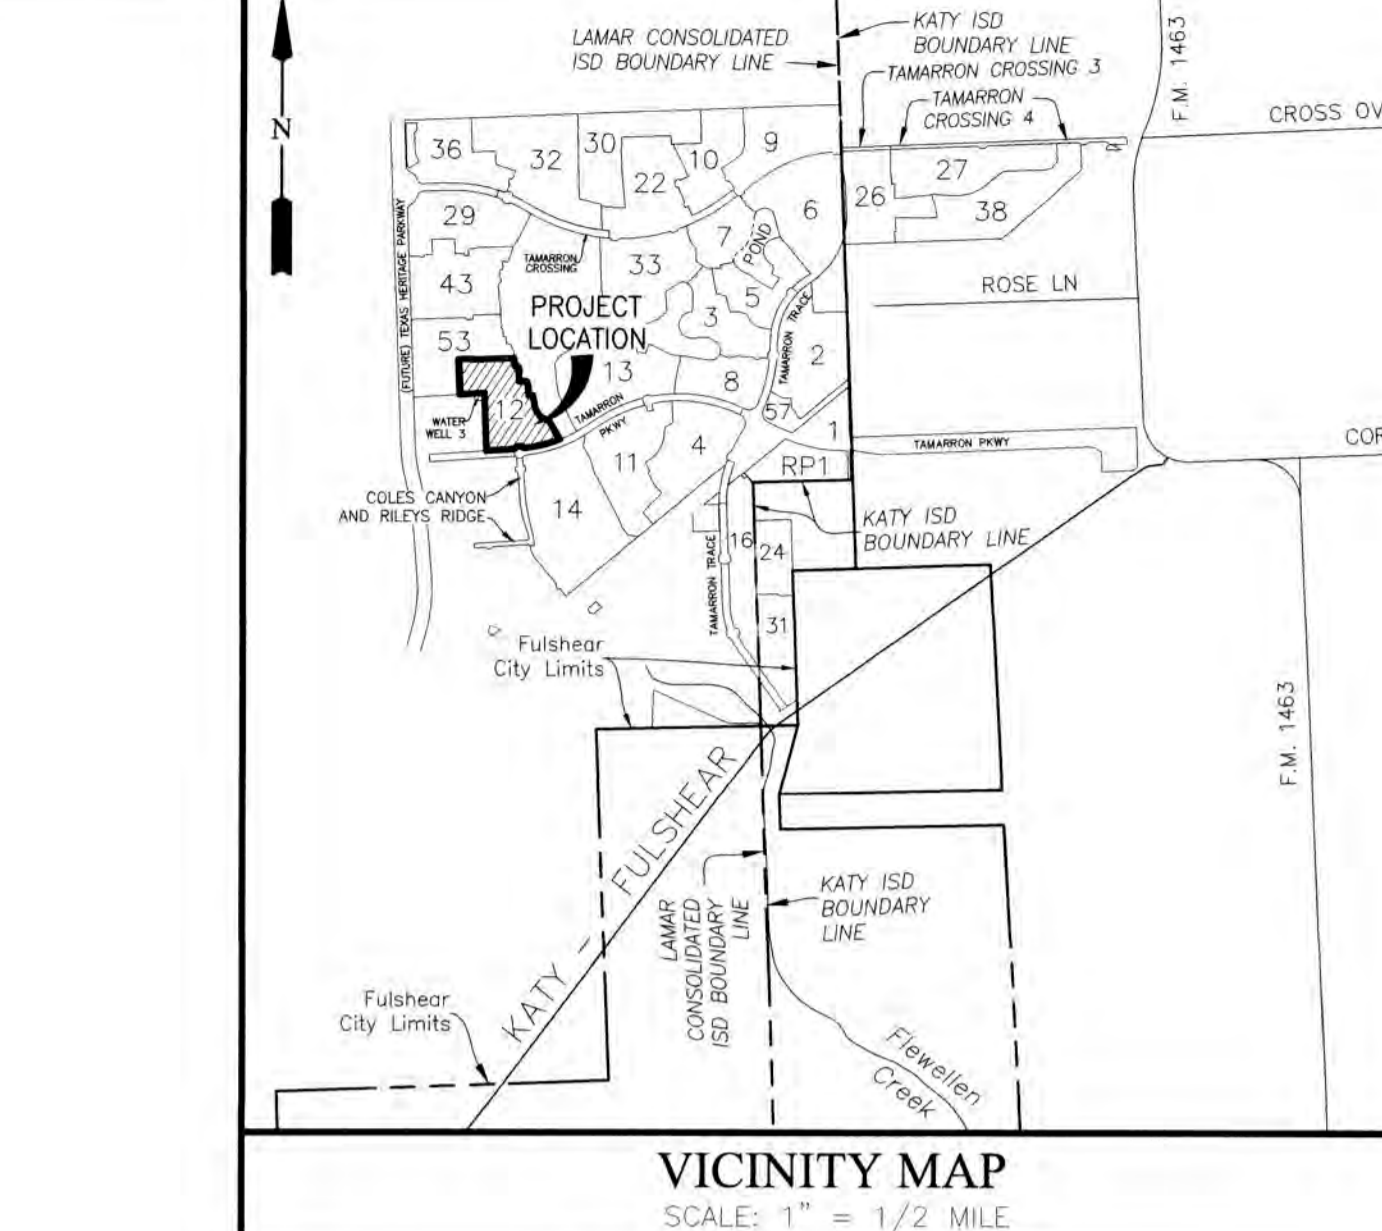 LAMAR CONSOLIDATED
ISD BOUNDARY LINE
KATY ISD
BOUNDARY LINE
TAMARRON CROSSING 3
TAMARRON
CROSSING 4
F.M. 1463
CROSS OV
N
36
32
30
22
10
9
26
27
38
29
7
POND
6
TAMARRON
CROSSING
33
43
5
3
ROSE LN
(FUTURE) TEXAS HERITAGE PARKWAY
PROJECT
LOCATION
TAMARRON TRACE
53
13
8
2
12
WATER
WELL 3
TAMARRON
PKWY
57
1
TAMARRON PKWY
COR
11
4
RP1
COLES CANYON
AND RILEYS RIDGE
14
KATY ISD
BOUNDARY LINE
16
24
TAMARRON TRACE
31
Fulshear
City Limits
F.M. 1463
KATY - FULSHEAR
LAMAR
CONSOLIDATED
ISD BOUNDARY
LINE
KATY ISD
BOUNDARY
LINE
Fulshear
City Limits
Flewellen
Creek
VICINITY MAP
SCALE: 1" = 1/2 MILE